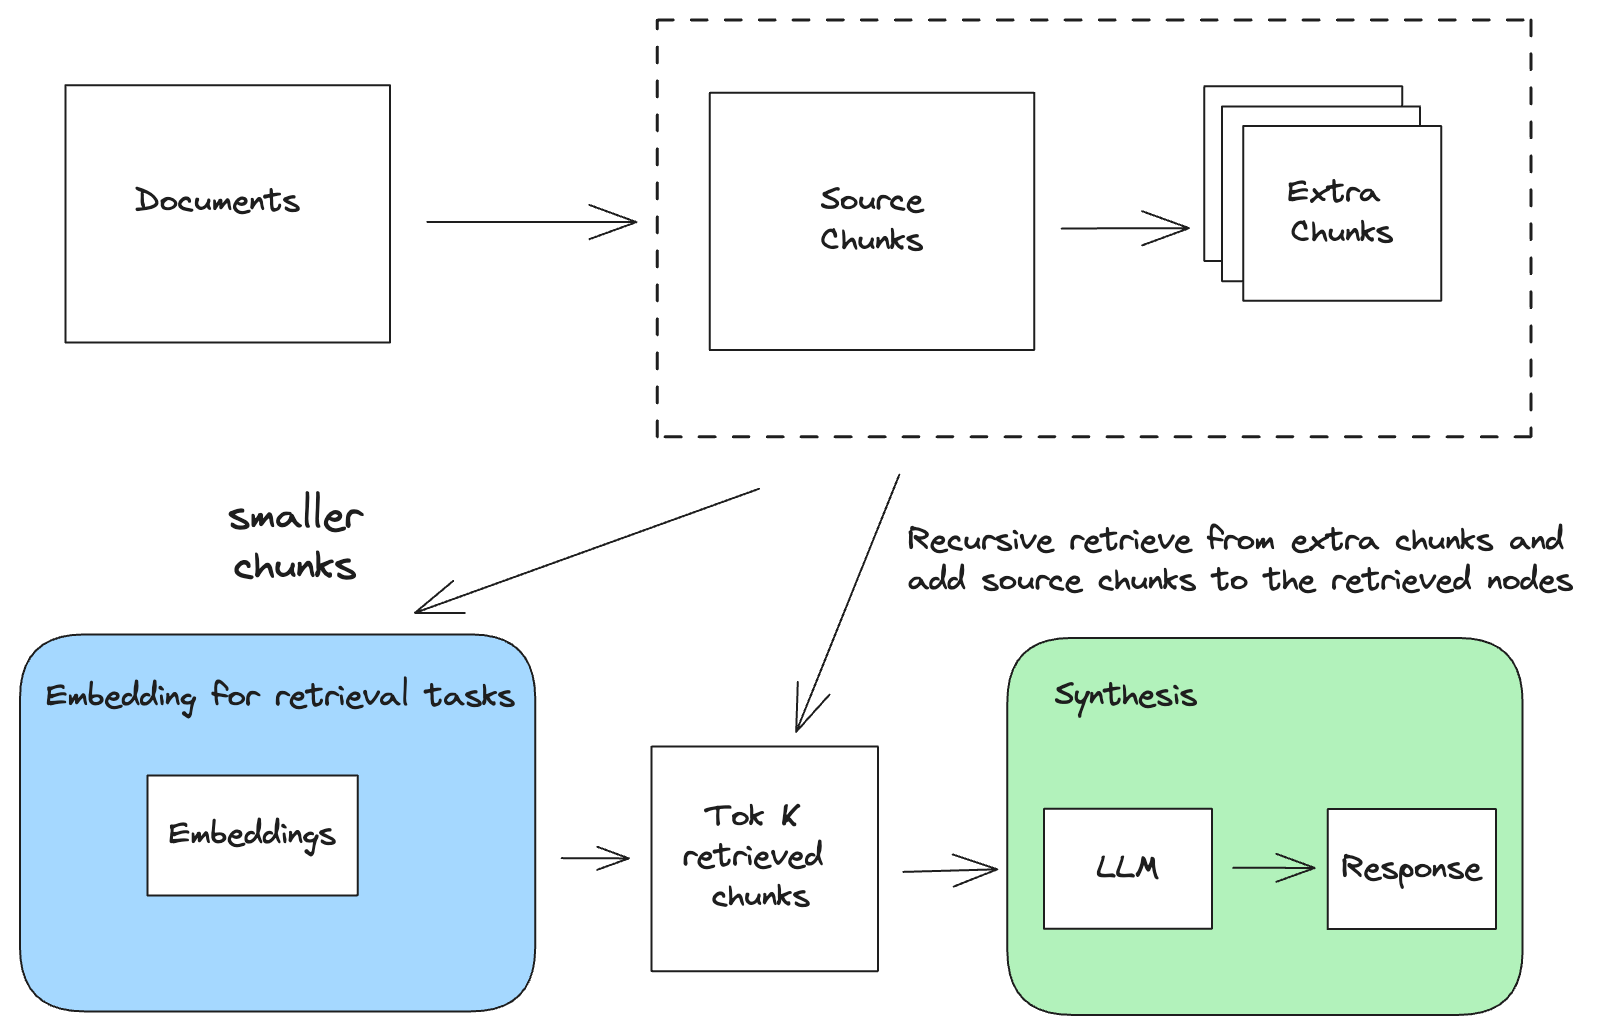 Documents
Source
Chunks
Extra
Chunks
smaller
chunks
Recursive retrieve from extra chunks and
add source chunks to the retrieved nodes
Embedding for retrieval tasks
Embeddings
Tok K
retrieved
chunks
Synthesis
LLM
Response